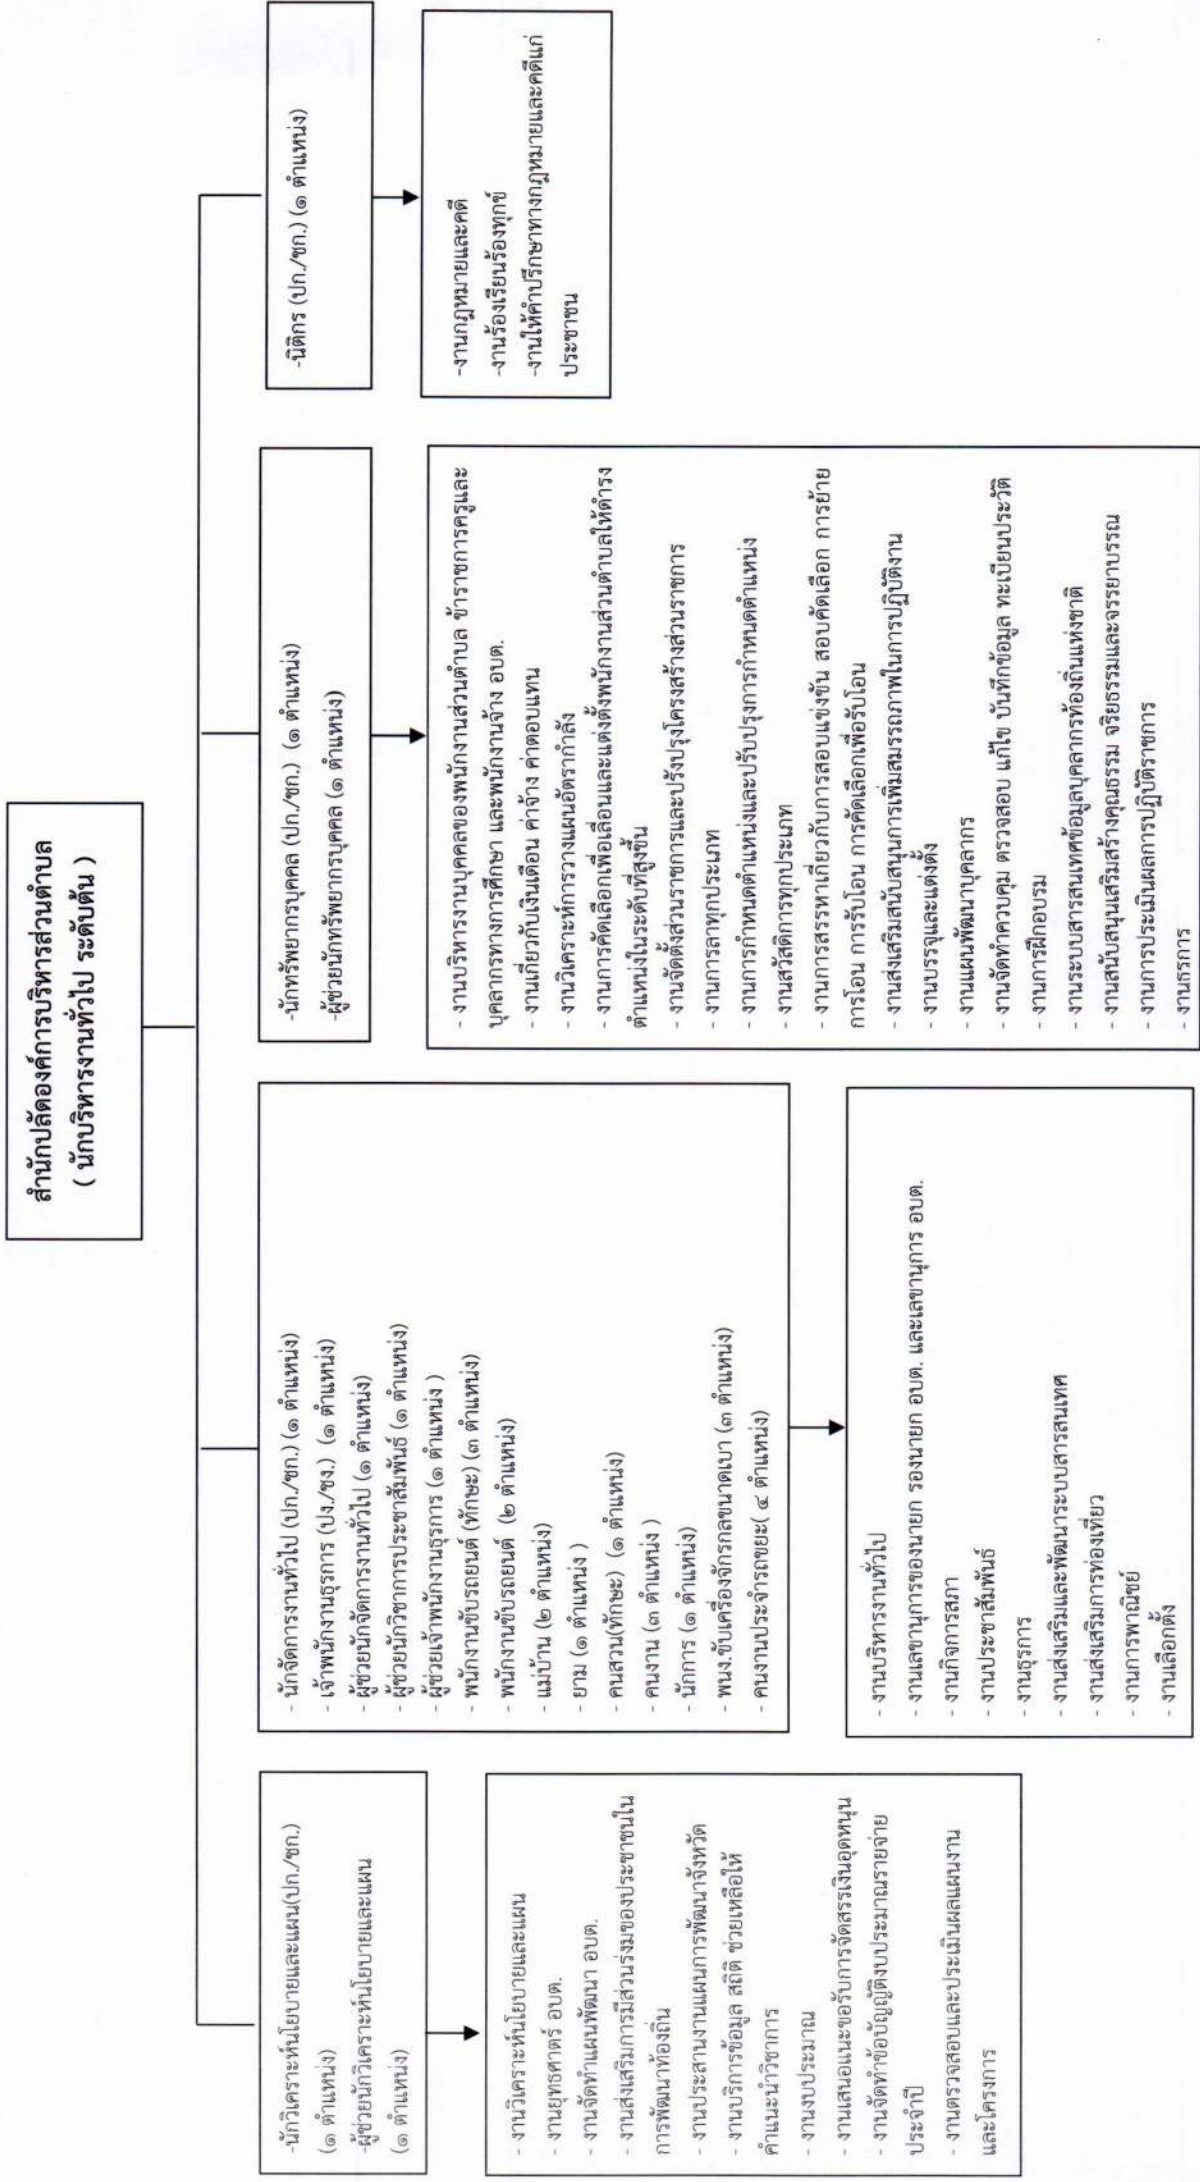 สำนักปลัดองค์การบริหารส่วนตำบล
( นักบริหารงานทั่วไป ระดับต้น )
-นักวิเคราะห์นโยบายและแผน(ปก./ชก.)
(๑ ตำแหน่ง)
-ผู้ช่วยนักวิเคราะห์นโยบายและแผน
(๑ ตำแหน่ง)
- งานวิเคราะห์นโยบายและแผน
- งานยุทธศาตร์ อบต.
- งานจัดทำแผนพัฒนา อบต.
- งานส่งเสริมการมีส่วนร่วมของประชาชนใน
การพัฒนาท้องถิ่น
- งานประสานงานแผนการพัฒนาจังหวัด
- งานบริการข้อมูล สถิติ ช่วยเหลือให้
คำแนะนำวิชาการ
- งานงบประมาณ
- งานเสนอแนะขอรับการจัดสรรเงินอุดหนุน
- งานจัดทำข้อบัญญัติงบประมาณรายจ่าย
ประจำปี
- งานตรวจสอบและประเมินผลแผนงาน
และโครงการ
- นักจัดการงานทั่วไป (ปก./ชก.) (๑ ตำแหน่ง)
- เจ้าพนักงานธุรการ (ปง./ชง.) (๑ ตำแหน่ง)
- ผู้ช่วยนักจัดการงานทั่วไป (๑ ตำแหน่ง)
- ผู้ช่วยนักวิชาการประชาสัมพันธ์ (๑ ตำแหน่ง)
- ผู้ช่วยเจ้าพนักงานธุรการ (๑ ตำแหน่ง )
- พนักงานขับรถยนต์ (ทักษะ) (๓ ตำแหน่ง)
- พนักงานขับรถยนต์ (๒ ตำแหน่ง)
- แม่บ้าน (๒ ตำแหน่ง)
- ยาม (๑ ตำแหน่ง )
- คนสวน(ทักษะ) (๑ ตำแหน่ง)
- คนงาน (๓ ตำแหน่ง )
- นักการ (๑ ตำแหน่ง)
- พนง.ขับเครื่องจักรกลขนาดเบา (๓ ตำแหน่ง)
- คนงานประจำรถขยะ( ๔ ตำแหน่ง)
- งานบริหารงานทั่วไป
- งานเลขานุการของนายก รองนายก อบต. และเลขานุการ อบต.
- งานกิจการสภา
- งานประชาสัมพันธ์
- งานธุรการ
- งานส่งเสริมและพัฒนาระบบสารสนเทศ
- งานส่งเสริมการท่องเที่ยว
- งานการพาณิชย์
- งานเลือกตั้ง
-นักทรัพยากรบุคคล (ปก./ชก.) (๑ ตำแหน่ง)
-ผู้ช่วยนักทรัพยากรบุคคล (๑ ตำแหน่ง)
- งานบริหารงานบุคคลของพนักงานส่วนตำบล ข้าราชการครูและ
บุคลากรทางการศึกษา และพนักงานจ้าง อบต.
- งานเกี่ยวกับเงินเดือน ค่าจ้าง ค่าตอบแทน
- งานวิเคราะห์การวางแผนอัตรากำลัง
- งานการคัดเลือกเพื่อเลื่อนและแต่งตั้งพนักงานส่วนตำบลให้ดำรง
ตำแหน่งในระดับที่สูงขึ้น
- งานจัดตั้งส่วนราชการและปรับปรุงโครงสร้างส่วนราชการ
- งานการลาทุกประเภท
- งานการกำหนดตำแหน่งและปรับปรุงการกำหนดตำแหน่ง
- งานสวัสดิการทุกประเภท
- งานการสรรหาเกี่ยวกับการสอบแข่งขัน สอบคัดเลือก การย้าย
การโอน การรับโอน การคัดเลือกเพื่อรับโอน
- งานส่งเสริมสนับสนุนการเพิ่มสมรรถภาพในการปฏิบัติงาน
- งานบรรจุและแต่งตั้ง
- งานแผนพัฒนาบุคลากร
- งานจัดทำควบคุม ตรวจสอบ แก้ไข บันทึกข้อมูล ทะเบียนประวัติ
- งานการฝึกอบรม
- งานระบบสารสนเทศข้อมูลบุคลากรท้องถิ่นแห่งชาติ
- งานสนับสนุนเสริมสร้างคุณธรรม จริยธรรมและจรรยาบรรณ
- งานการประเมินผลการปฏิบัติราชการ
- งานธรการ
-นิติกร (ปก./ชก.) (๑ ตำแหน่ง)
-งานกฎหมายและคดี
-งานร้องเรียนร้องทุกข์
-งานให้คำปรึกษาทางกฎหมายและคดีแก่
ประชาชน